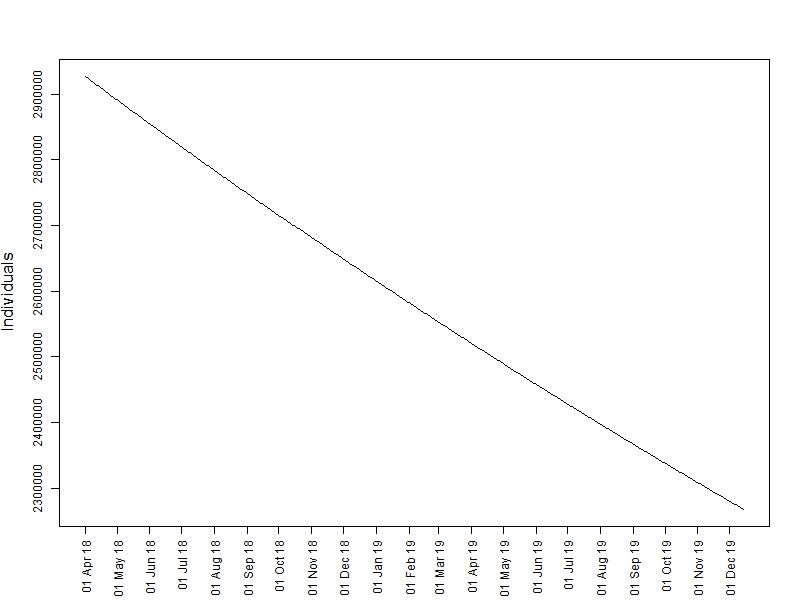 Individuals
2900000
2800000
2700000
2600000
2500000
2400000
2300000
01 Apr 18
01 May 18
01 Jun 18
01 Jul 18
01 Aug 18
01 Sep 18
01 Oct 18
01 Nov 18
01 Dec 18
01 Jan 19
01 Feb 19
01 Mar 19
01 Apr 19
01 May 19
01 Jun 19
01 Jul 19
01 Aug 19
01 Sep 19
01 Oct 19
01 Nov 19
01 Dec 19